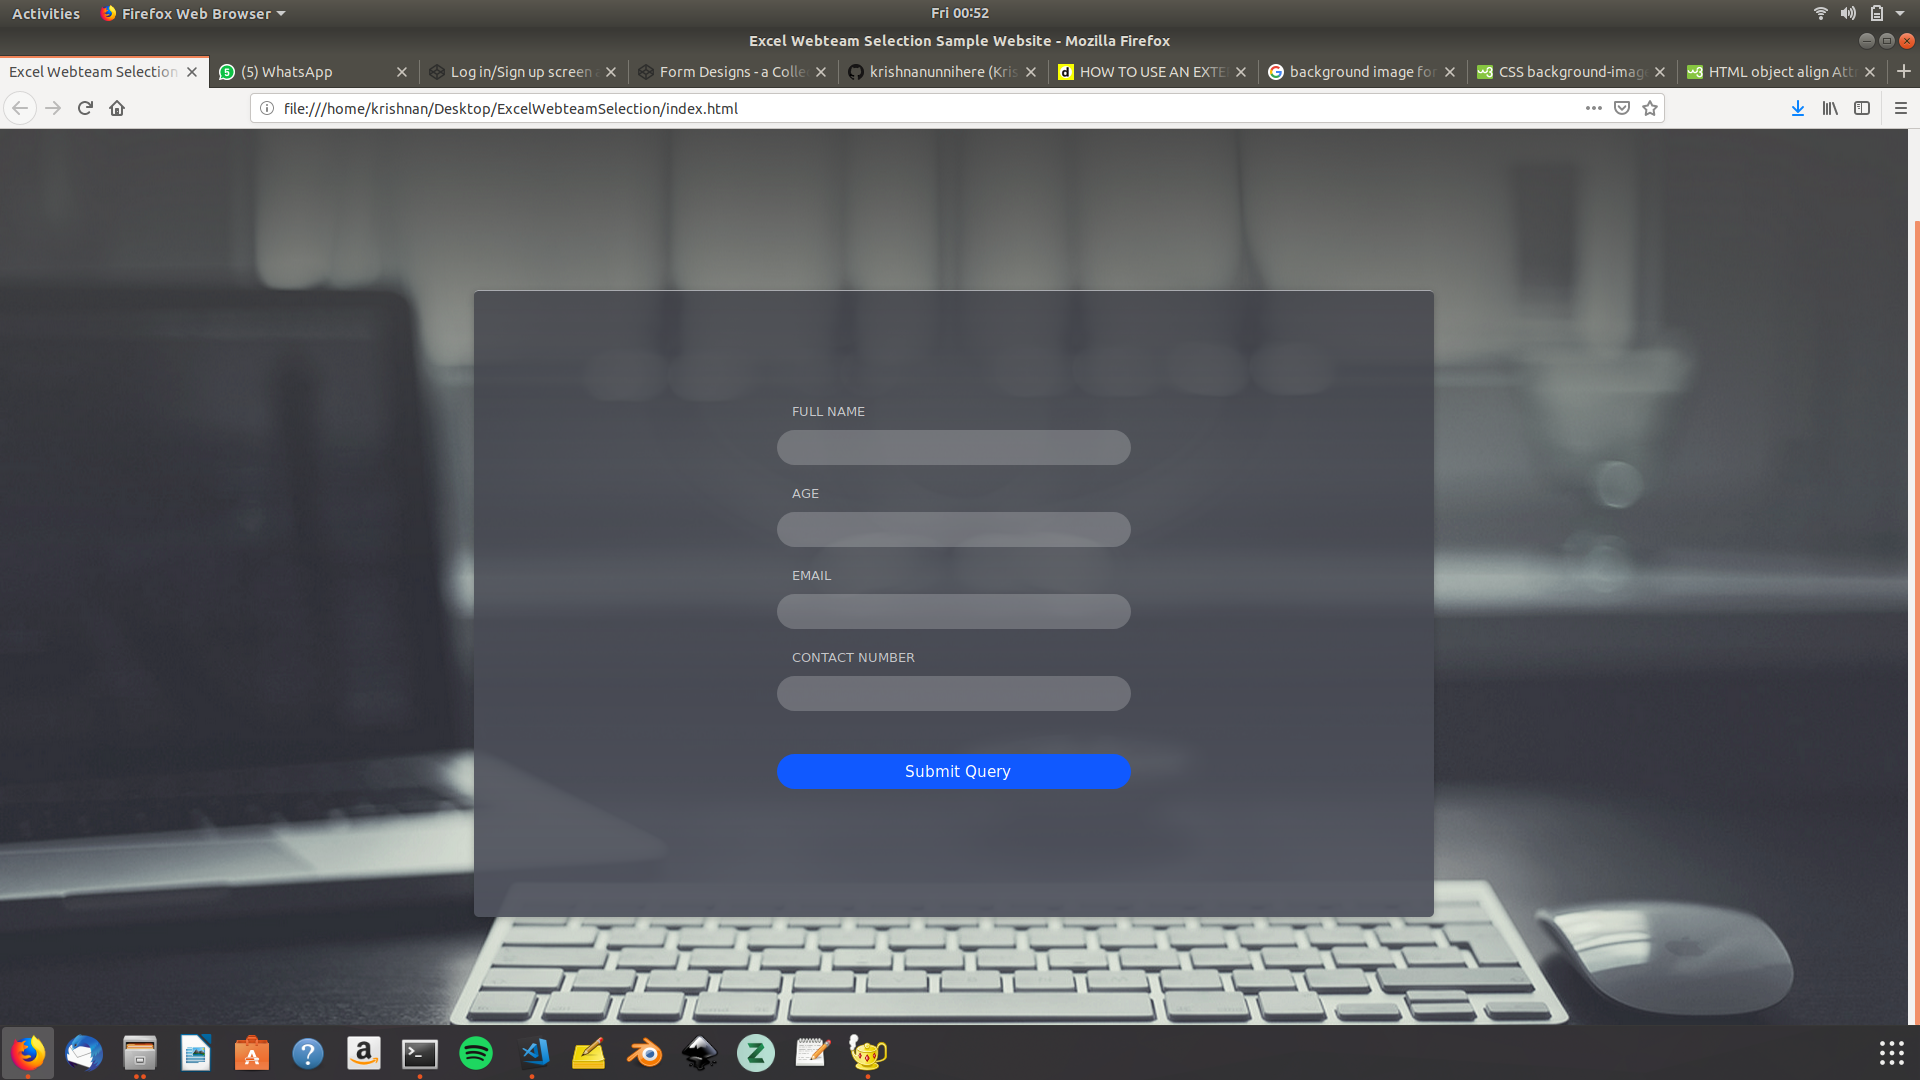 Activities Firefox Web Browser Fri 00:52
Excel Webteam Selection Sample Website - Mozilla Firefox
Excel Webteam Selection (5) WhatsApp Log in/Sign up screen Form Designs - a Colle krishnanunnihere (Kris HOW TO USE AN EXTE background image for CSS background-imag HTML object align Attr
file:///home/krishnan/Desktop/ExcelWebteamSelection/index.html
FULL NAME
AGE
EMAIL
CONTACT NUMBER
Submit Query